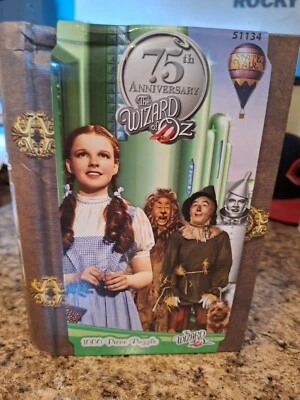 ROCKY
51134
75th
ANNIVERSARY
The
WIZARD
of OZ
1000 Piece Puzzle
The
WIZARD
of OZ